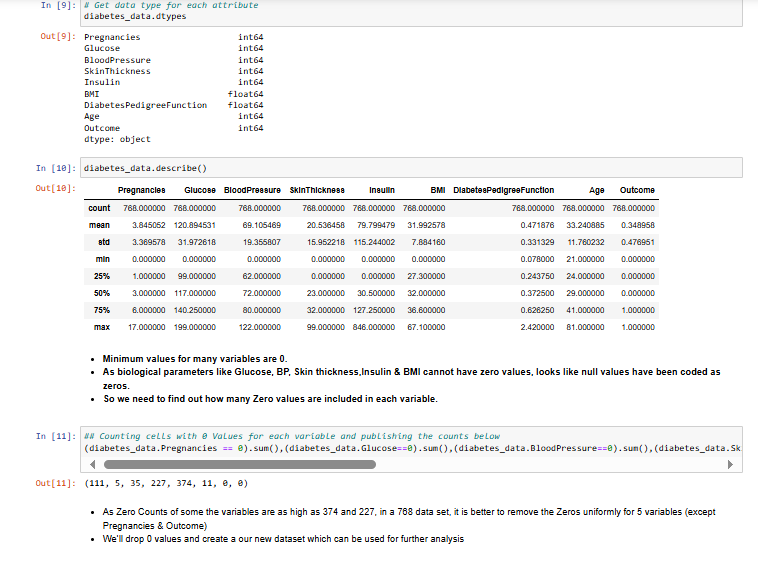 In [9]: # Get data type for each attribute
diabetes_data.dtypes
Out[9]: Pregnancies int64
Glucose int64
BloodPressure int64
SkinThickness int64
Insulin int64
BMI float64
DiabetesPedigreeFunction float64
Age int64
Outcome int64
dtype: object
In [10]: diabetes_data.describe()
Out[10]:
Pregnancies Glucose BloodPressure SkinThickness Insulin BMI DiabetesPedigreeFunction Age Outcome
count 768.000000 768.000000 768.000000 768.000000 768.000000 768.000000 768.000000 768.000000 768.000000
mean 3.845052 120.894531 69.105469 20.536458 79.799479 31.992578 0.471876 33.240885 0.348958
std 3.369578 31.972618 19.355807 15.952218 115.244002 7.884160 0.331329 11.760232 0.476951
min 0.000000 0.000000 0.000000 0.000000 0.000000 0.000000 0.078000 21.000000 0.000000
25% 1.000000 99.000000 62.000000 0.000000 0.000000 27.300000 0.243750 24.000000 0.000000
50% 3.000000 117.000000 72.000000 23.000000 30.500000 32.000000 0.372500 29.000000 0.000000
75% 6.000000 140.250000 80.000000 32.000000 127.250000 36.600000 0.626250 41.000000 1.000000
max 17.000000 199.000000 122.000000 99.000000 846.000000 67.100000 2.420000 81.000000 1.000000
• Minimum values for many variables are 0.
• As biological parameters like Glucose, BP, Skin thickness,Insulin & BMI cannot have zero values, looks like null values have been coded as
zeros.
• So we need to find out how many Zero values are included in each variable.
In [11]: ## Counting cells with 0 Values for each variable and publishing the counts below
(diabetes_data.Pregnancies == 0).sum(),(diabetes_data.Glucose==0).sum(),(diabetes_data.BloodPressure==0).sum(),(diabetes_data.Sk
Out[11]: (111, 5, 35, 227, 374, 11, 0, 0)
• As Zero Counts of some the variables are as high as 374 and 227, in a 768 data set, it is better to remove the Zeros uniformly for 5 variables (except
Pregnancies & Outcome)
• We'll drop 0 values and create a our new dataset which can be used for further analysis